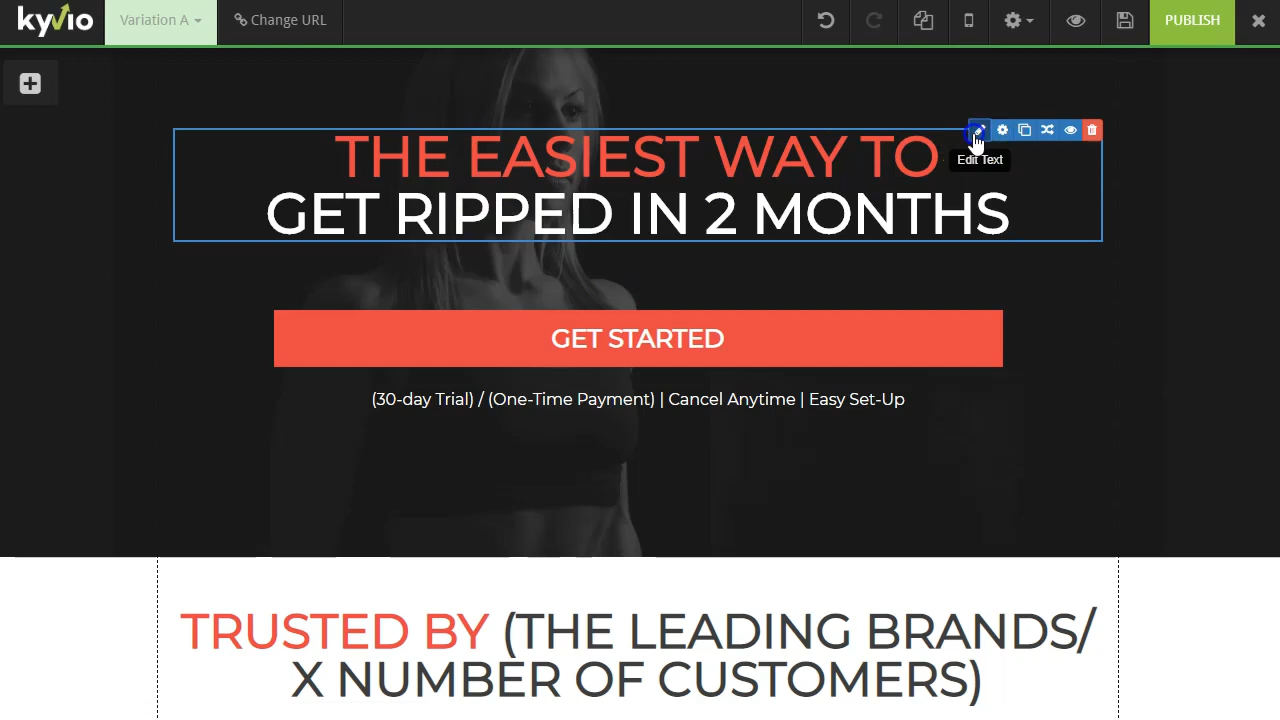 kyvio Variation A Change URL PUBLISH
THE EASIEST WAY TO
Edit Text
GET RIPPED IN 2 MONTHS
GET STARTED
(30-day Trial) / (One-Time Payment) | Cancel Anytime | Easy Set-Up
TRUSTED BY (THE LEADING BRANDS/
X NUMBER OF CUSTOMERS)